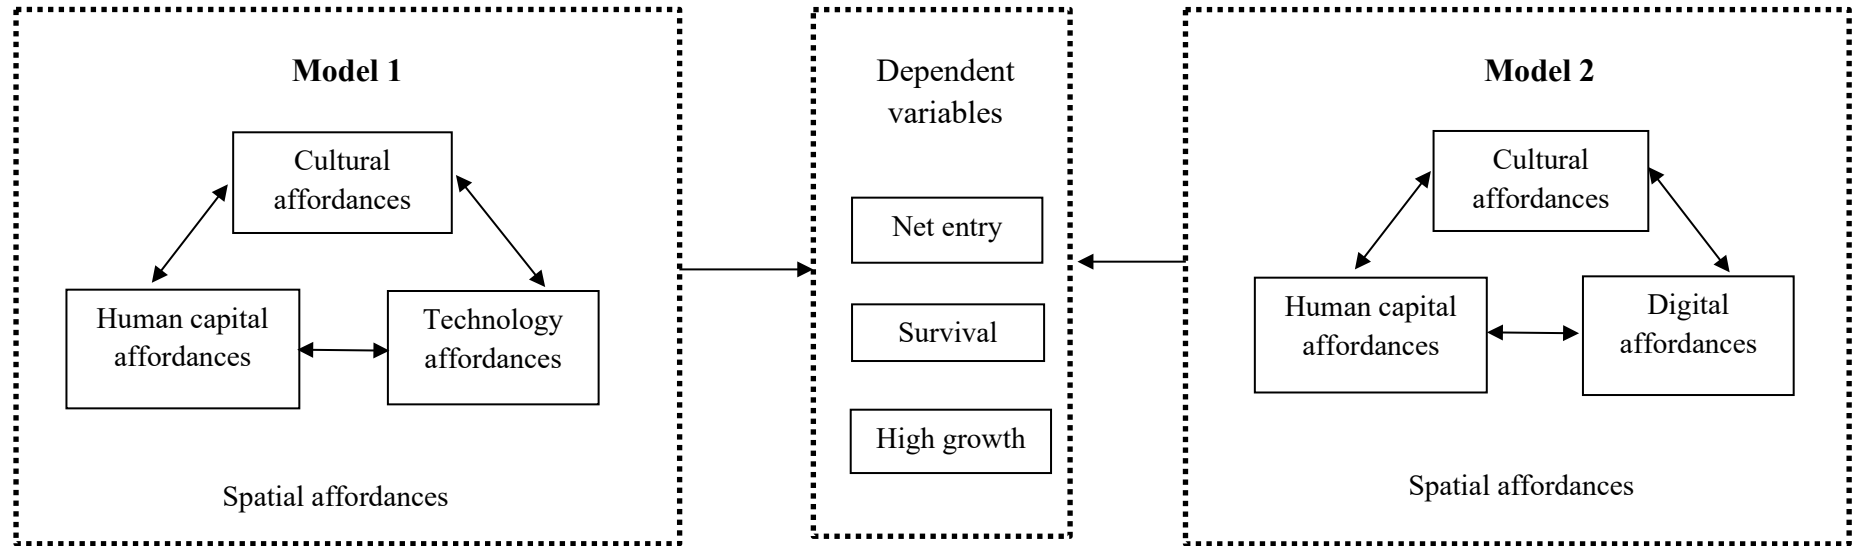 Model 1
Cultural
affordances
Human capital
affordances
Technology
affordances
Spatial affordances
Dependent
variables
Net entry
Survival
High growth
Model 2
Cultural
affordances
Human capital
affordances
Digital
affordances
Spatial affordances